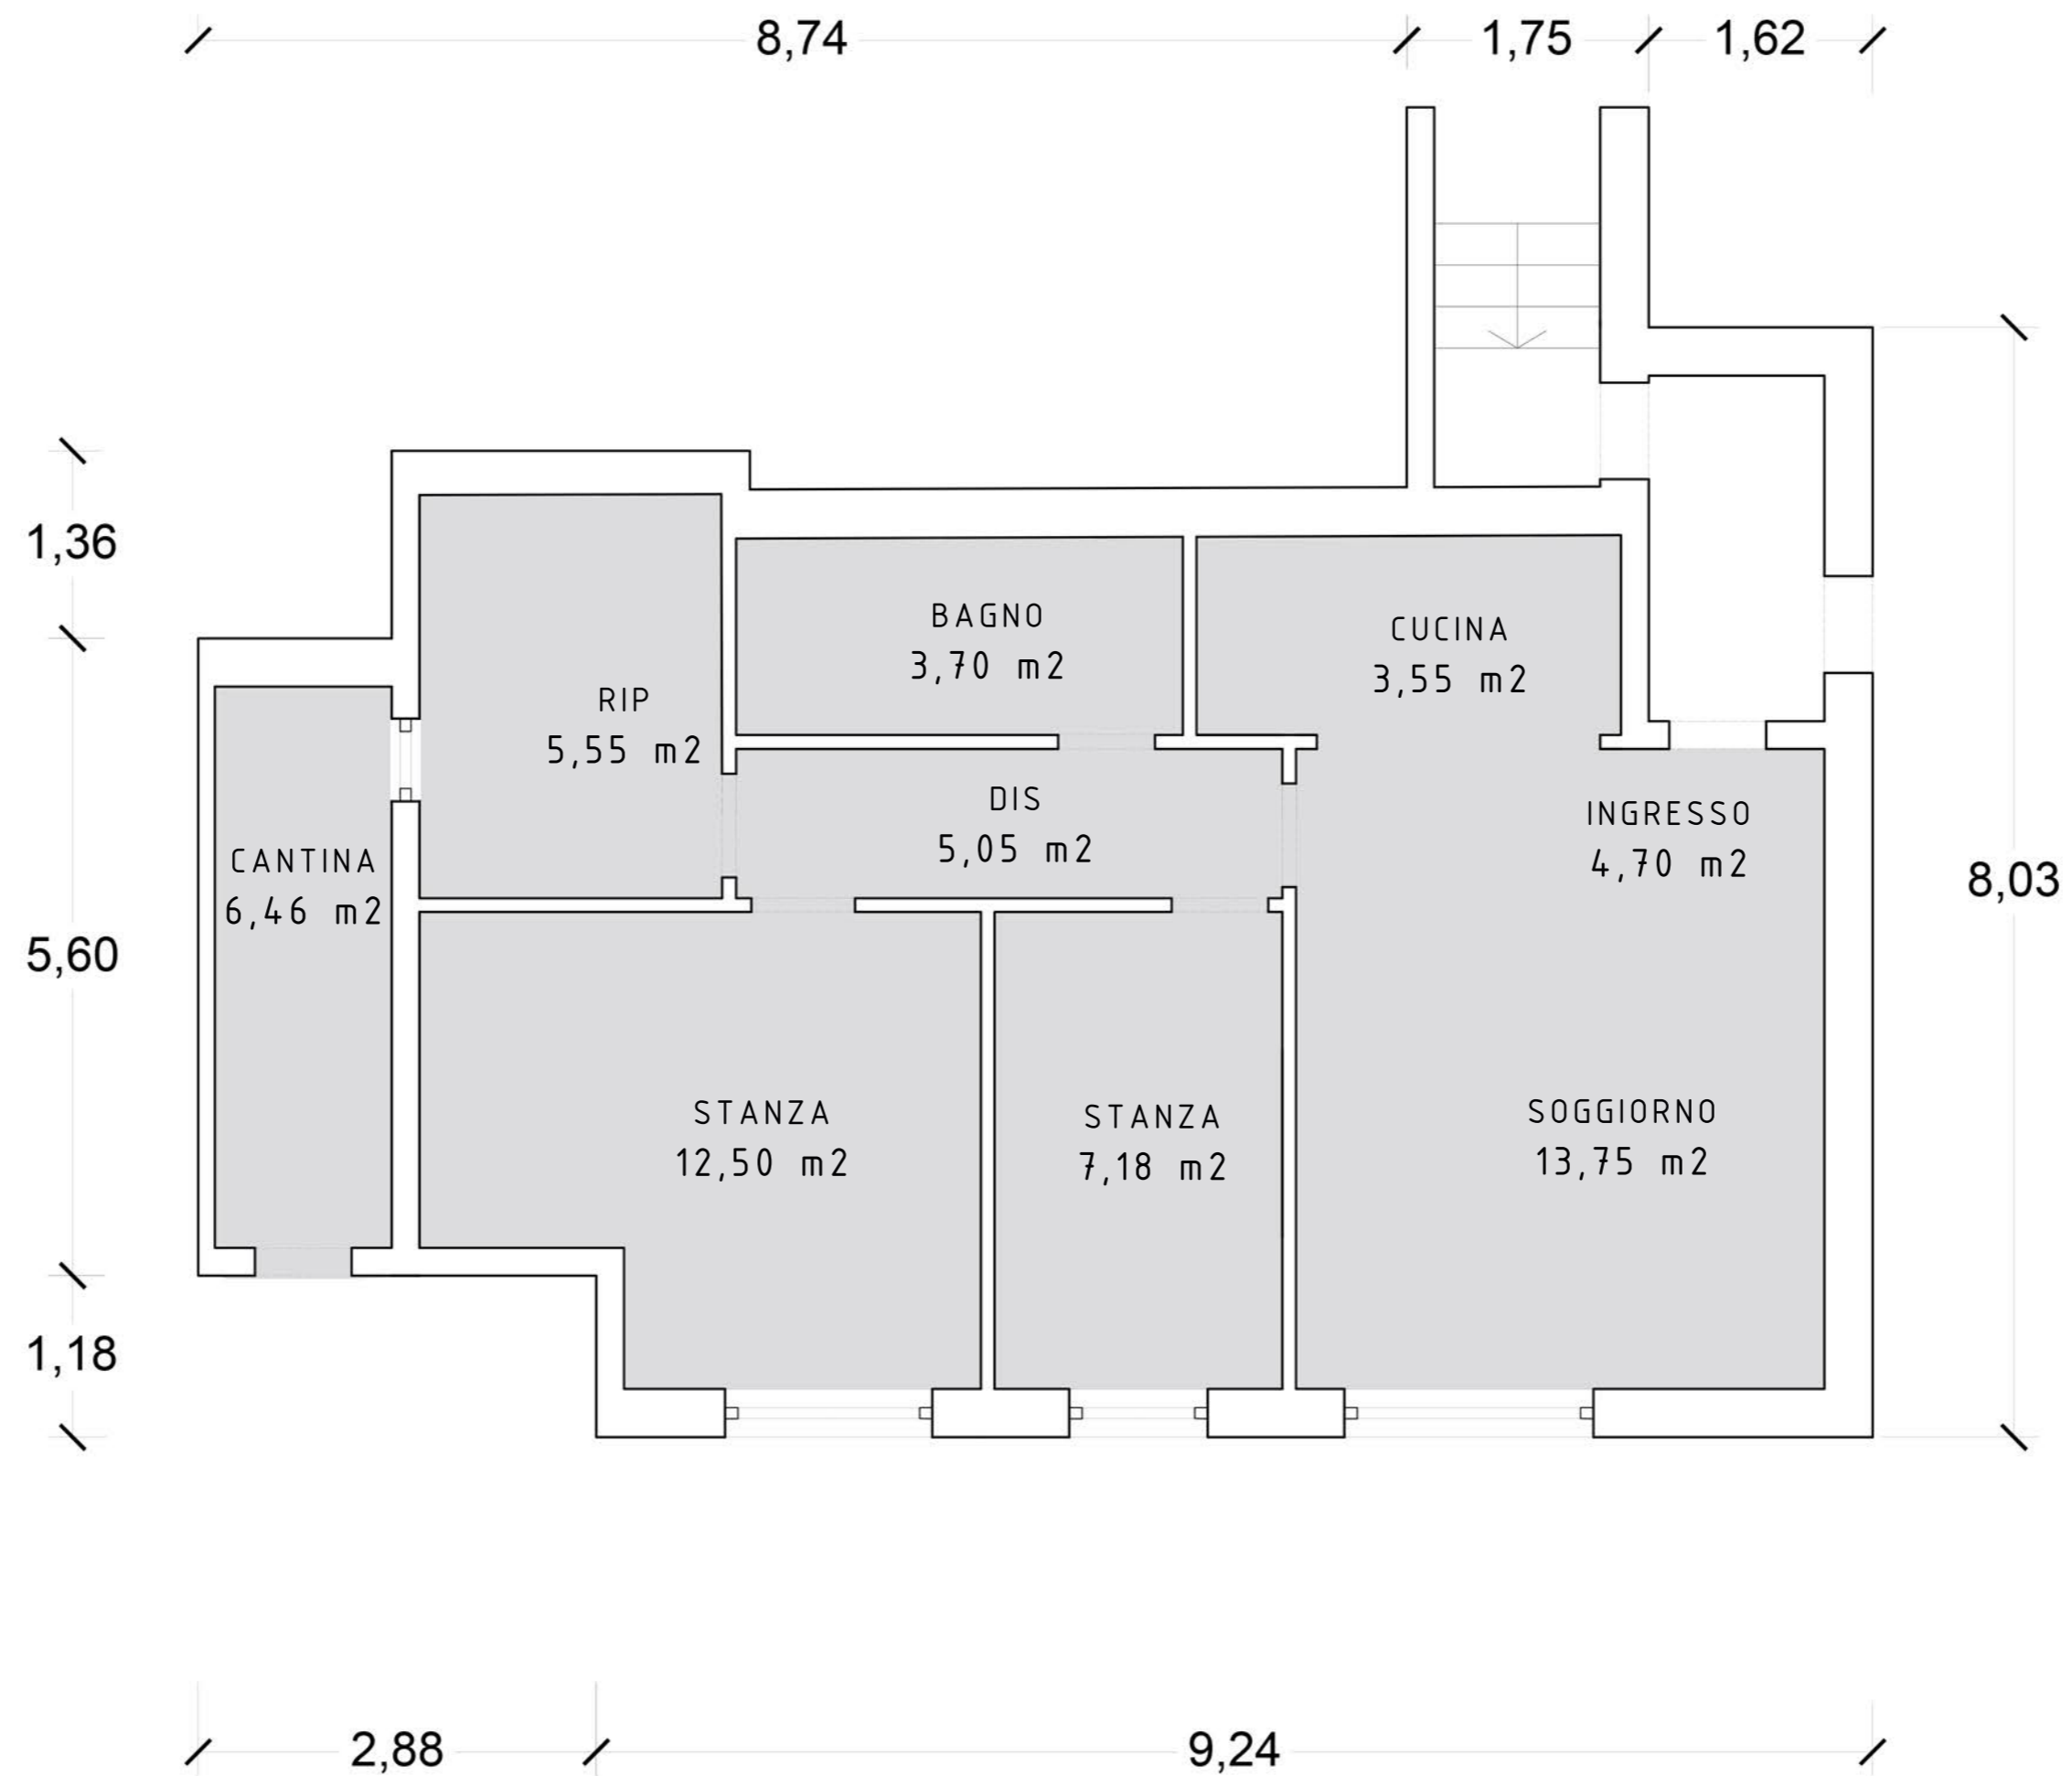 8,74
1,75
1,62
1,36
5,60
1,18
8,03
BAGNO
3,70 m2
CUCINA
3,55 m2
RIP
5,55 m2
DIS
5,05 m2
INGRESSO
4,70 m2
CANTINA
6,46 m2
STANZA
12,50 m2
STANZA
7,18 m2
SOGGIORNO
13,75 m2
2,88
9,24